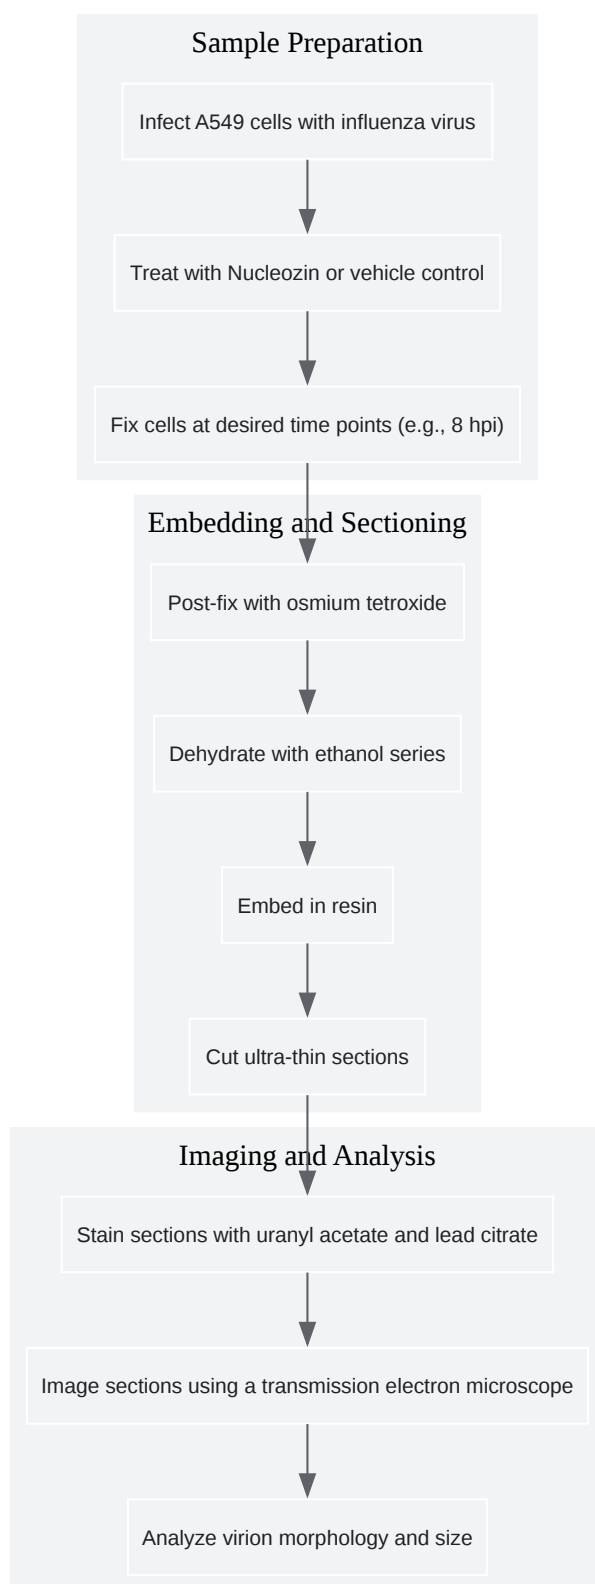 Sample Preparation
Infect A549 cells with influenza virus
Treat with Nucleozin or vehicle control
Fix cells at desired time points (e.g., 8 hpi)
Embedding and Sectioning
Post-fix with osmium tetroxide
Dehydrate with ethanol series
Embed in resin
Cut ultra-thin sections
Imaging and Analysis
Stain sections with uranyl acetate and lead citrate
Image sections using a transmission electron microscope
Analyze virion morphology and size